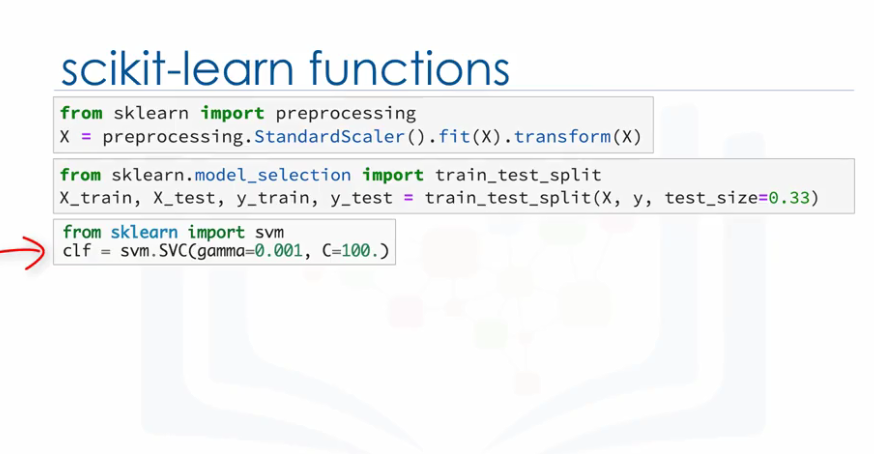 scikit-learn functions
from sklearn import preprocessing
X = preprocessing.StandardScaler().fit(X).transform(X)
from sklearn.model_selection import train_test_split
X_train, X_test, y_train, y_test = train_test_split(X, y, test_size=0.33)
from sklearn import svm
clf = svm.SVC(gamma=0.001, C=100.)